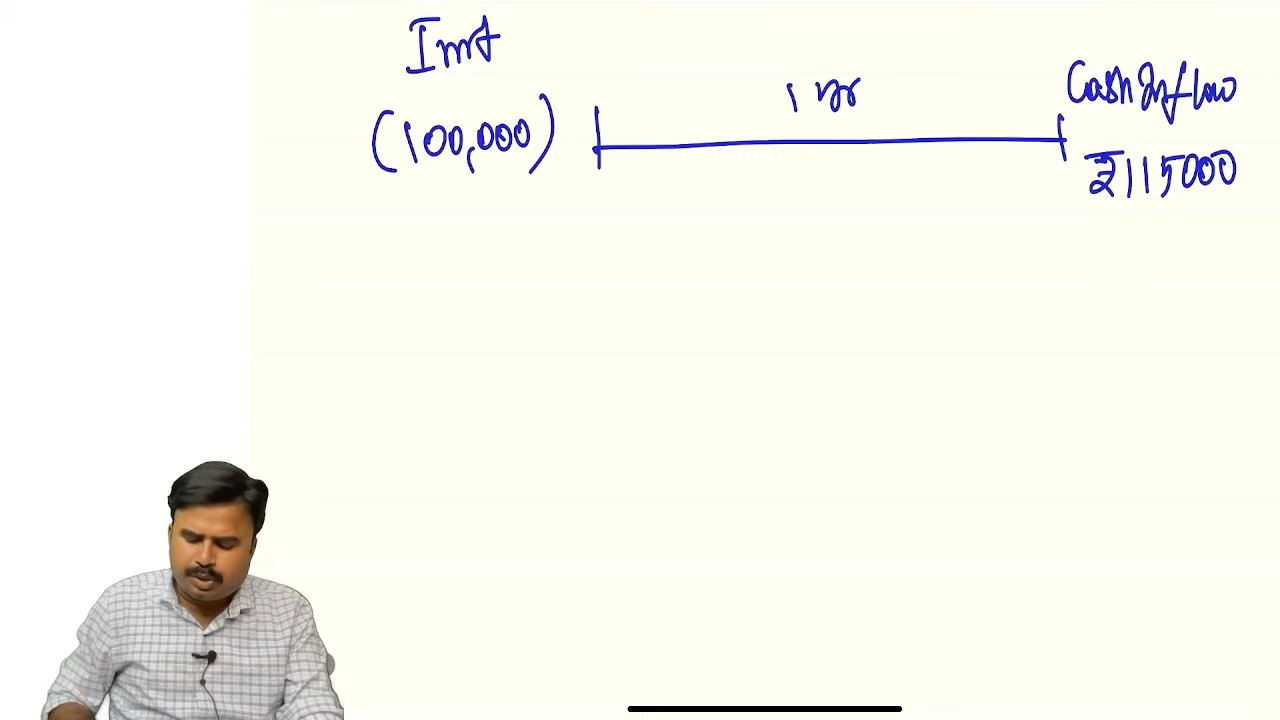 Invt
(100,000)
1 yr
Cash Inflow
₹115000